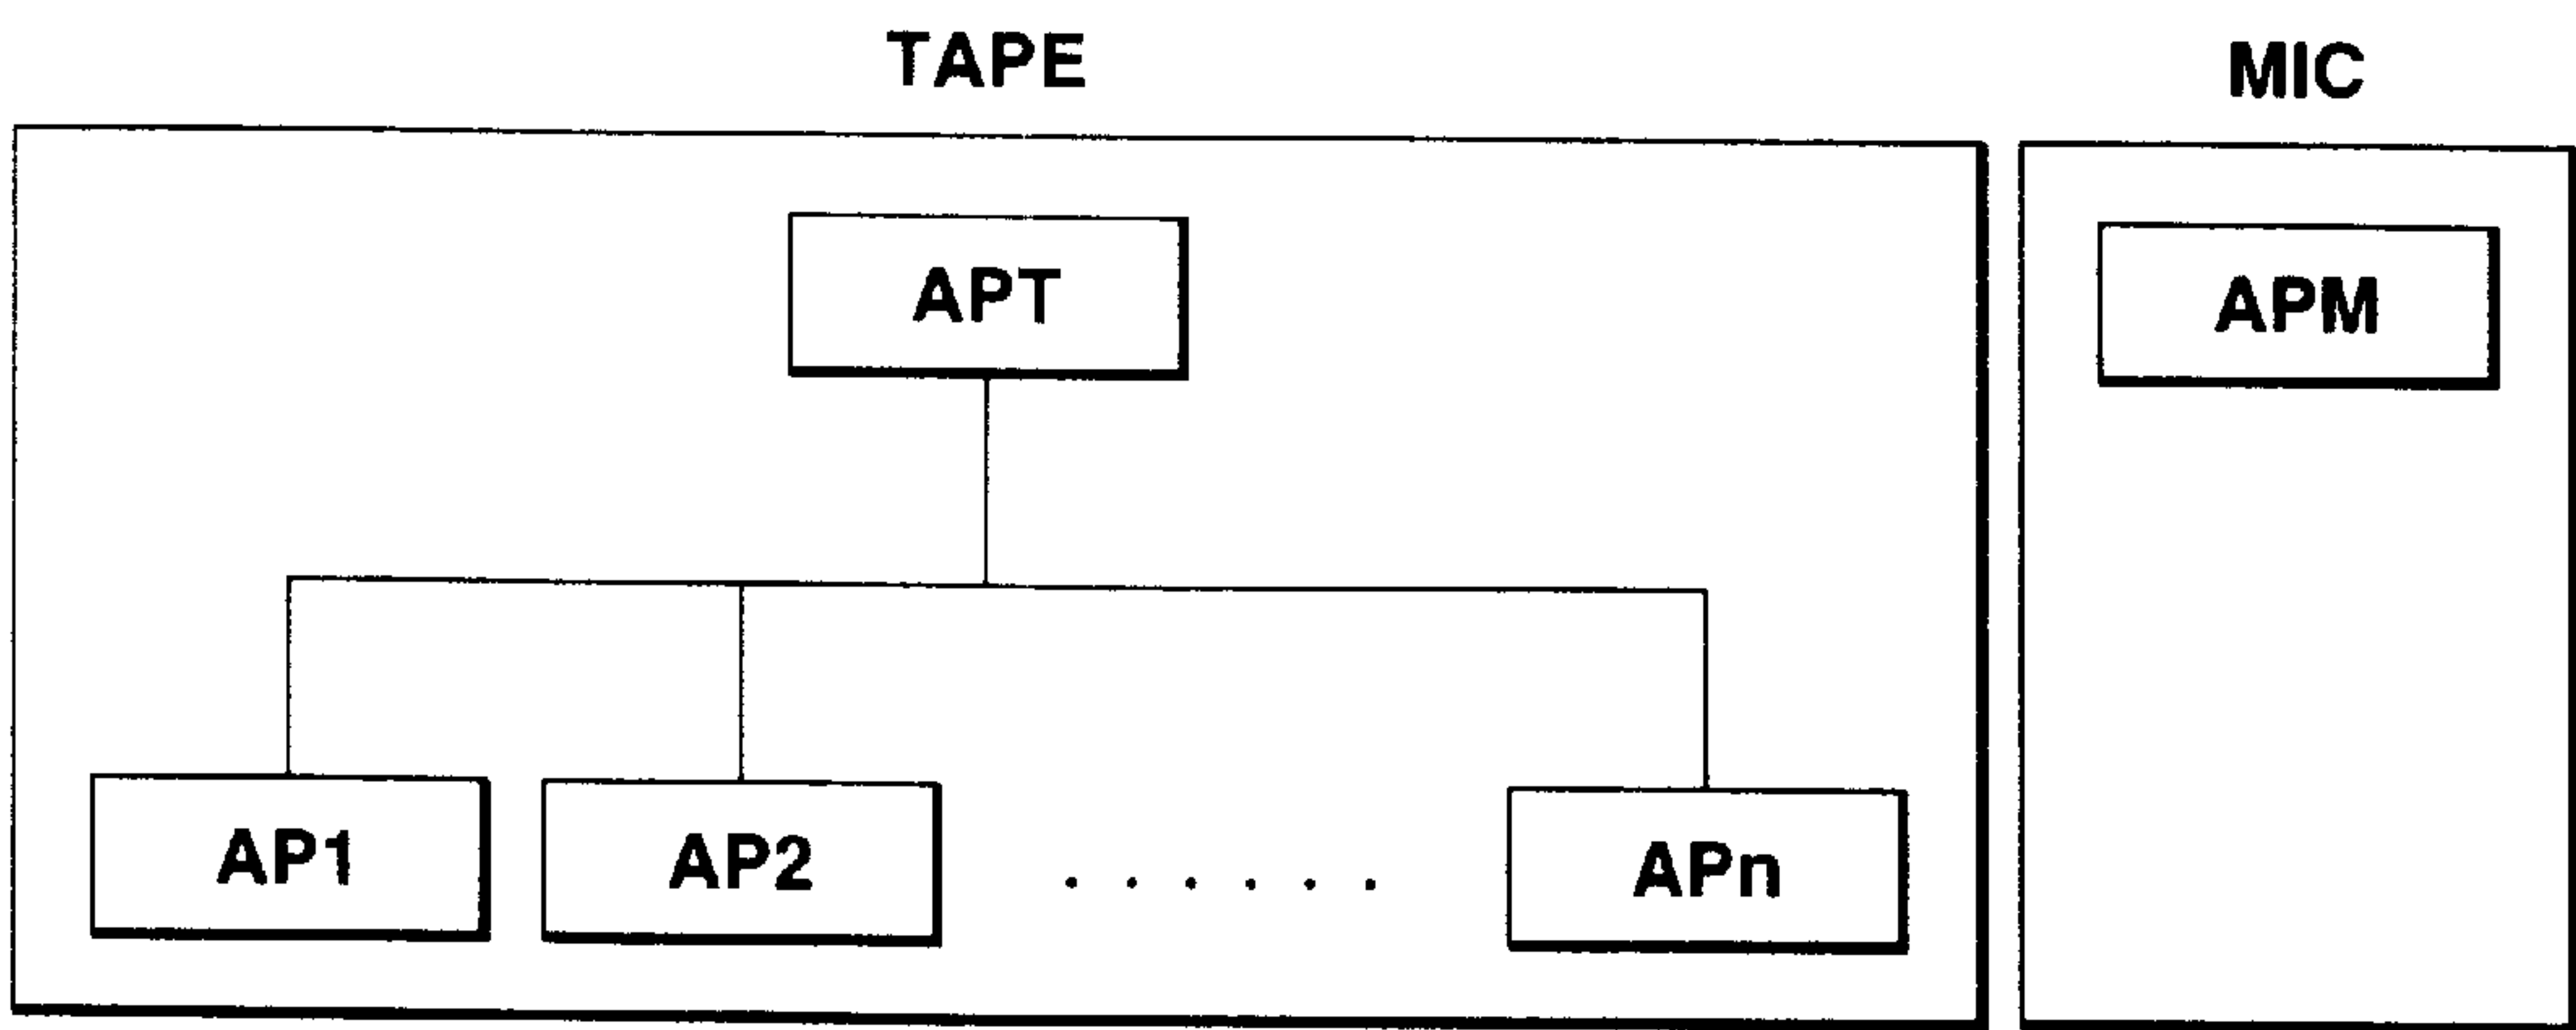 TAPE
MIC
APT
APM
AP1
AP2
. . . . . .
APn